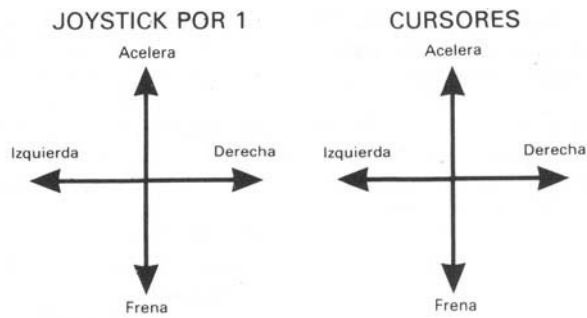 JOYSTICK POR 1
Acelera
Izquierda
Derecha
Frena
CURSORES
Acelera
Izquierda
Derecha
Frena